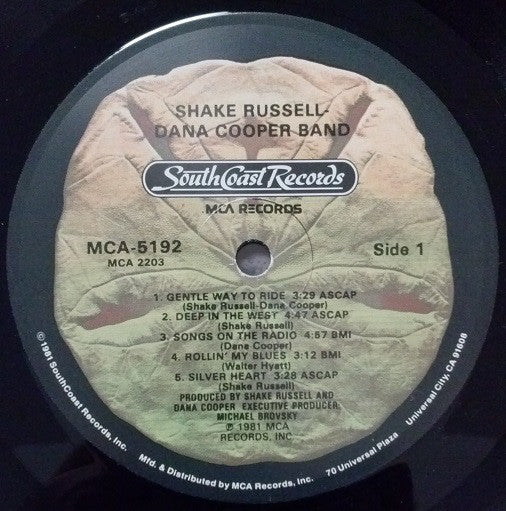 SHAKE RUSSELL-
DANA COOPER BAND
SouthCoast Records
MCA RECORDS
MCA-5192
MCA 2203
Side 1
1. GENTLE WAY TO RIDE 3:29 ASCAP
(Shake Russell-Dana Cooper)
2. DEEP IN THE WEST 4:47 ASCAP
(Shake Russell)
3. SONGS ON THE RADIO 4:57 BMI
(Dana Cooper)
4. ROLLIN' MY BLUES 3:12 BMI
(Walter Hyatt)
5. SILVER HEART 3:28 ASCAP
(Shake Russell)
PRODUCED BY SHAKE RUSSELL AND
DANA COOPER EXECUTIVE PRODUCER
MICHAEL BROVSKY
℗ 1981 MCA
RECORDS, INC
© 1981 SouthCoast Records, Inc. Mfd. & Distributed by MCA Records, Inc. 70 Universal Plaza Universal City, CA 91608